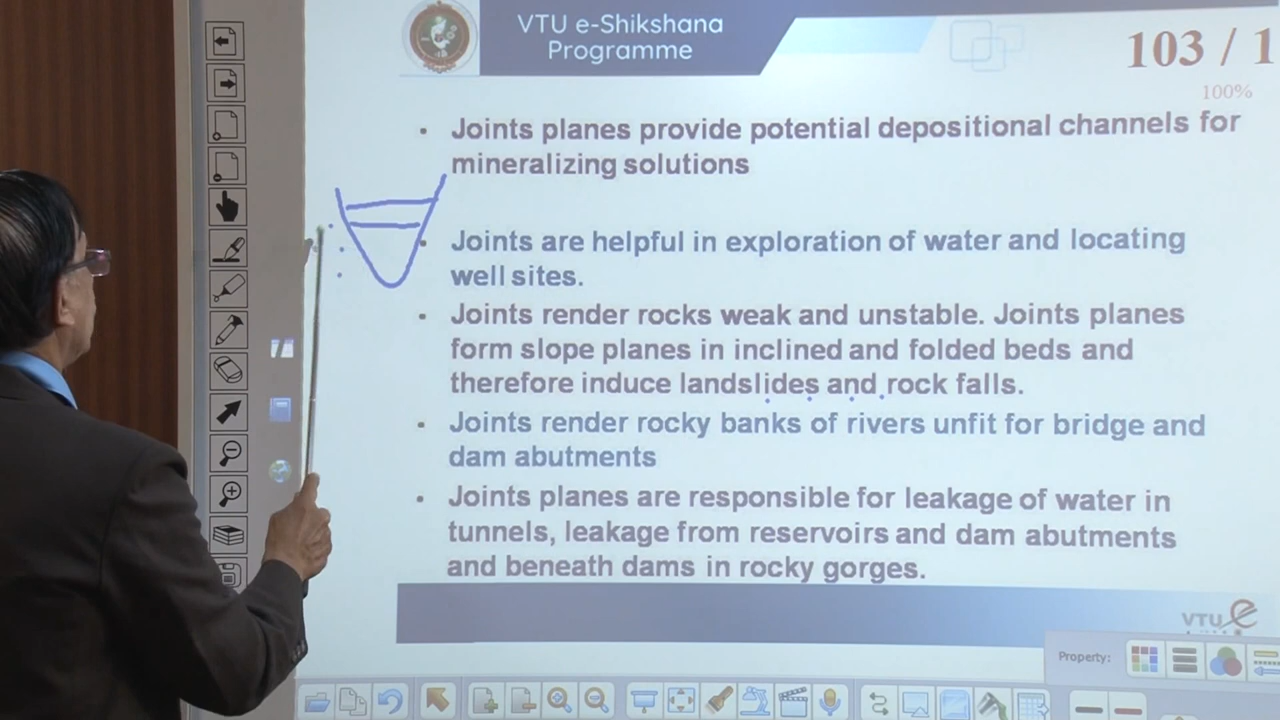 VTU e-Shikshana
Programme
103 / 1
100%
Joints planes provide potential depositional channels for
mineralizing solutions
Joints are helpful in exploration of water and locating
well sites.
Joints render rocks weak and unstable. Joints planes
form slope planes in inclined and folded beds and
therefore induce landslides and rock falls.
Joints render rocky banks of rivers unfit for bridge and
dam abutments
Joints planes are responsible for leakage of water in
tunnels, leakage from reservoirs and dam abutments
and beneath dams in rocky gorges.
VTU e
Property: